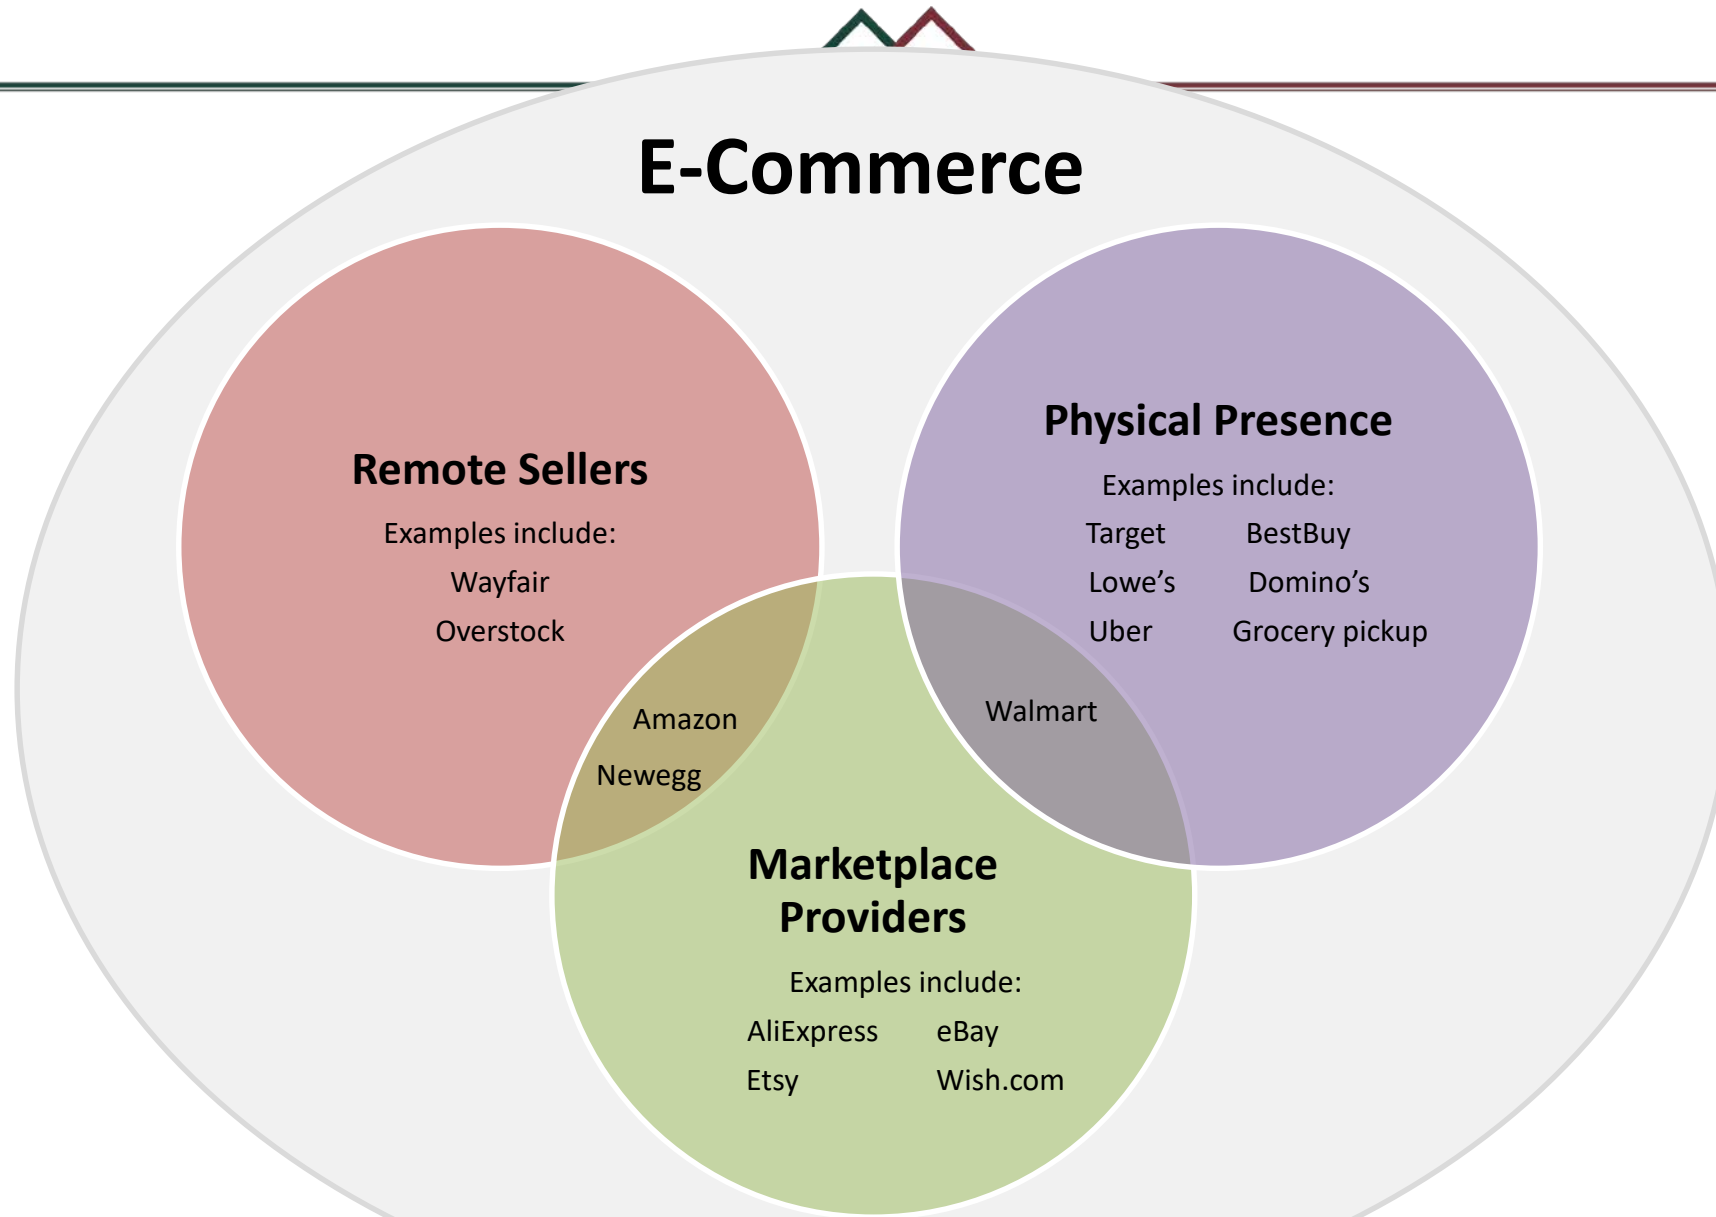 E-Commerce
Remote Sellers
Examples include:
Wayfair
Overstock
Physical Presence
Examples include:
Target BestBuy
Lowe’s Domino’s
Uber Grocery pickup
Amazon
Newegg
Walmart
Marketplace
Providers
Examples include:
AliExpress eBay
Etsy Wish.com